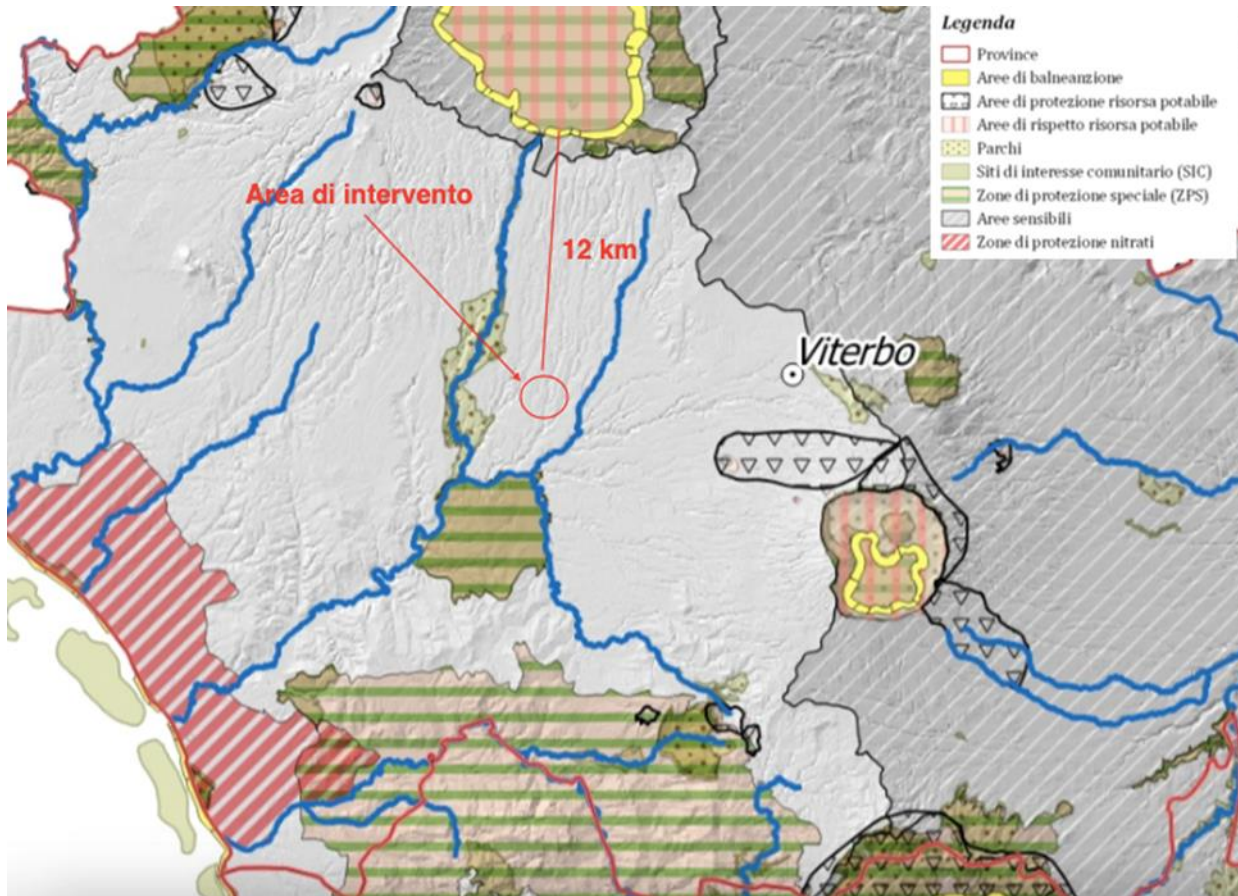 Legenda
Province
Aree di balneanzione
Aree di protezione risorsa potabile
Aree di rispetto risorsa potabile
Parchi
Siti di interesse comunitario (SIC)
Zone di protezione speciale (ZPS)
Aree sensibili
Zone di protezione nitrati
Area di intervento
12 km
Viterbo